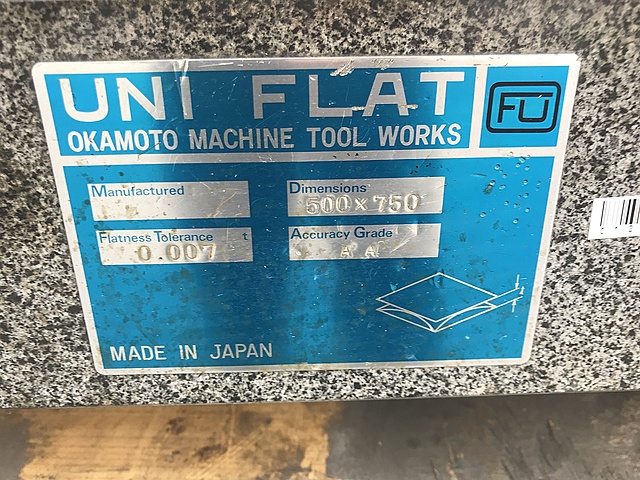 UNI FLAT
FU
OKAMOTO MACHINE TOOL WORKS
Manufactured
Dimensions
500 x 750
Flatness Tolerance t
0.007
Accuracy Grade
AA
MADE IN JAPAN